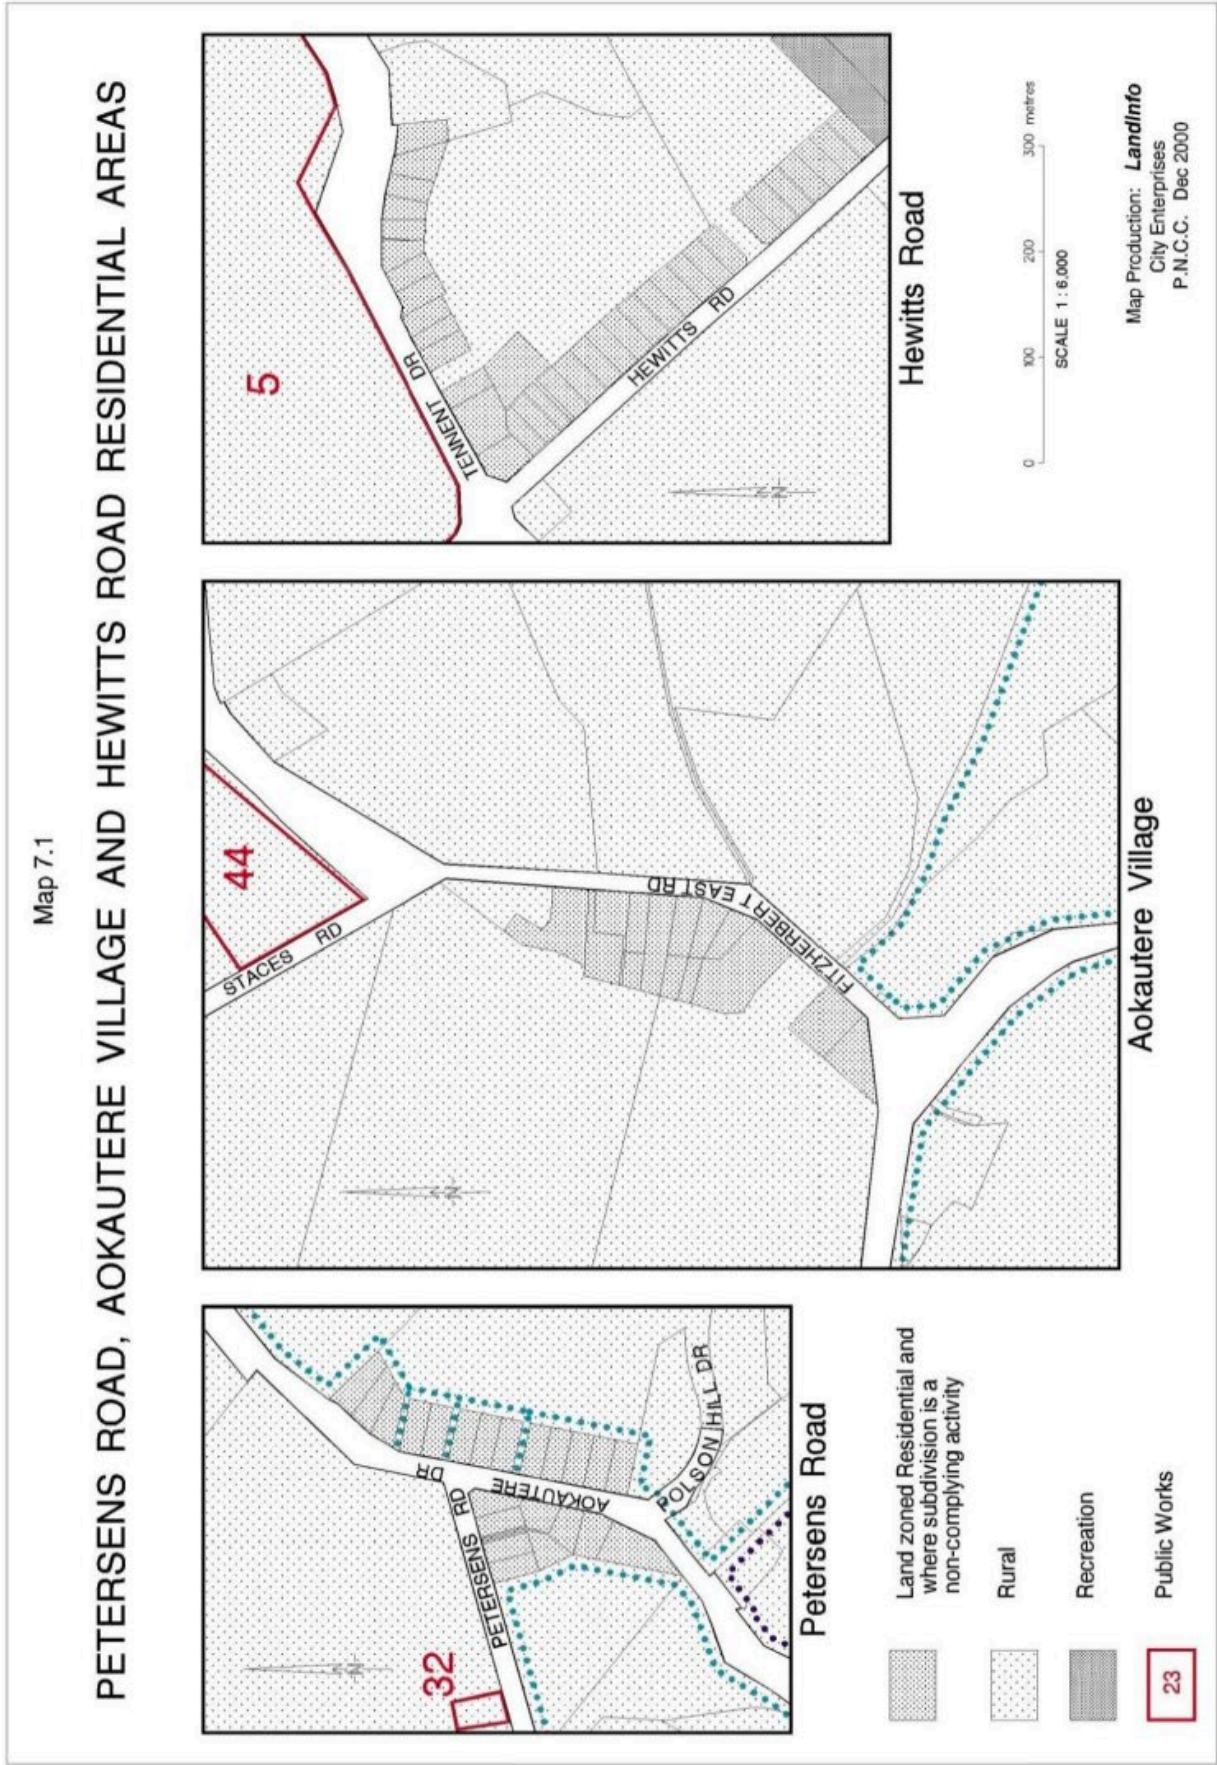 Map 7.1
PETERSENS ROAD, AOKAUTERE VILLAGE AND HEWITTS ROAD RESIDENTIAL AREAS
32
PETERSENS RD
AOKAUTERE
DR
POLSON HILL DR
N
Petersens Road
44
STACES RD
FITZHERBERT EAST RD
N
Aokautere Village
5
TENNENT DR
HEWITTS RD
N
Hewitts Road
Land zoned Residential and
where subdivision is a
non-complying activity
Rural
Recreation
23
Public Works
0 100 200 300 metres
SCALE 1 : 6,000
Map Production: LandInfo
City Enterprises
P.N.C.C. Dec 2000